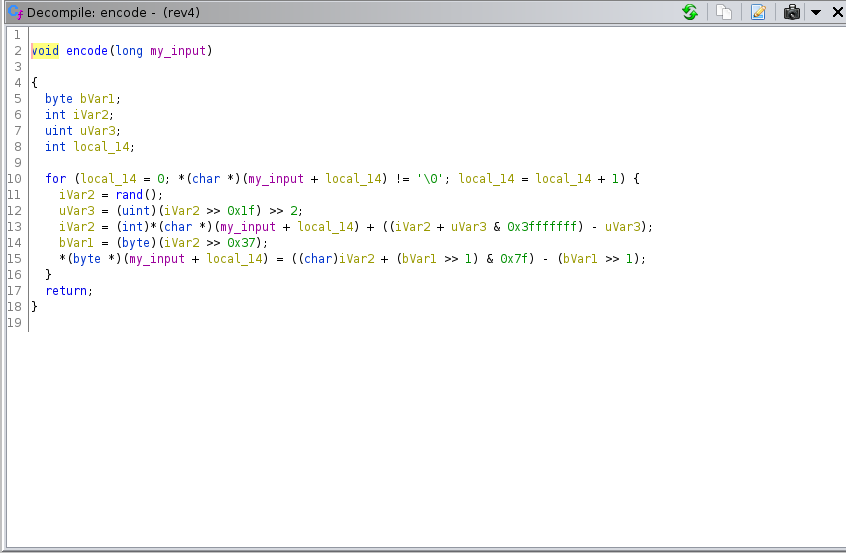 Decompile: encode - (rev4)
1
2 void encode(long my_input)
3
4 {
5 byte bVar1;
6 int iVar2;
7 uint uVar3;
8 int local_14;
9
10 for (local_14 = 0; *(char *)(my_input + local_14) != '\0'; local_14 = local_14 + 1) {
11 iVar2 = rand();
12 uVar3 = (uint)(iVar2 >> 0x1f) >> 2;
13 iVar2 = (int)*(char *)(my_input + local_14) + ((iVar2 + uVar3 & 0x3fffffff) - uVar3);
14 bVar1 = (byte)(iVar2 >> 0x37);
15 *(byte *)(my_input + local_14) = ((char)iVar2 + (bVar1 >> 1) & 0x7f) - (bVar1 >> 1);
16 }
17 return;
18 }
19